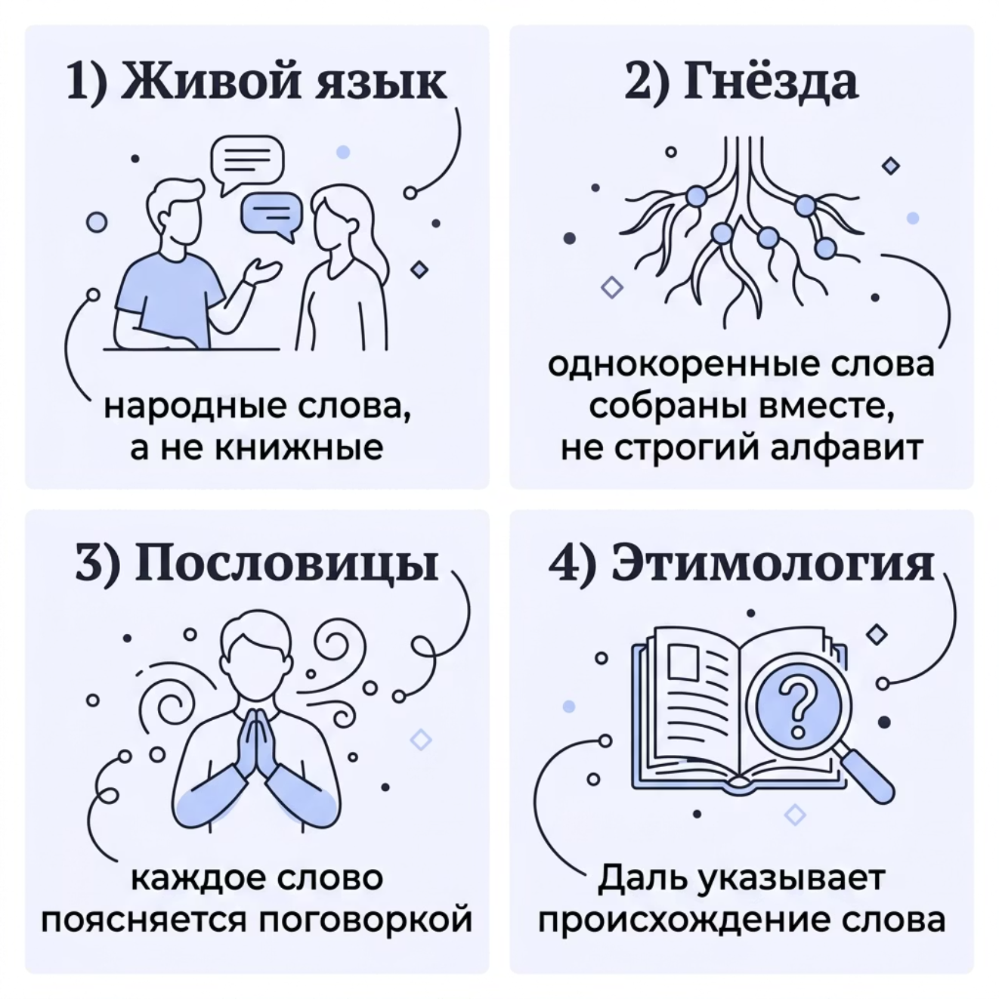 1) Живой язык
народные слова,
а не книжные
2) Гнёзда
однокоренные слова
собраны вместе,
не строгий алфавит
3) Пословицы
каждое слово
поясняется поговоркой
4) Этимология
?
Даль указывает
происхождение слова